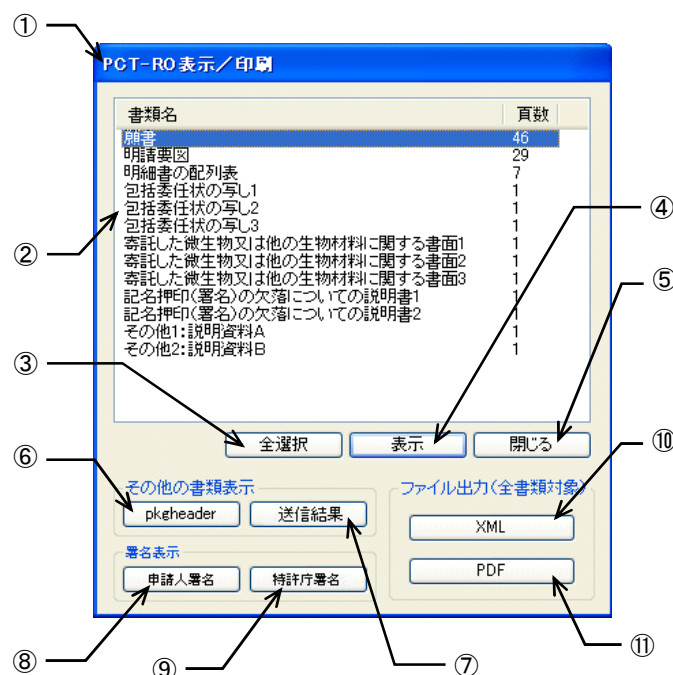 ①
PCT-RO表示／印刷
書類名 頁数
願書 46
明請要図 29
明細書の配列表 7
包括委任状の写し1 1
包括委任状の写し2 1
包括委任状の写し3 1
寄託した微生物又は他の生物材料に関する書面1 1
寄託した微生物又は他の生物材料に関する書面2 1
寄託した微生物又は他の生物材料に関する書面3 1
記名押印(署名)の欠落についての説明書1 1
記名押印(署名)の欠落についての説明書2 1
その他1:説明資料A 1
その他2:説明資料B 1
②
④
⑤
③
全選択 表示 閉じる
⑥
⑩
その他の書類表示 ファイル出力(全書類対象)
pkgheader 送信結果
XML
署名表示
申請人署名 特許庁署名
PDF
⑧ ⑨ ⑦ ⑪